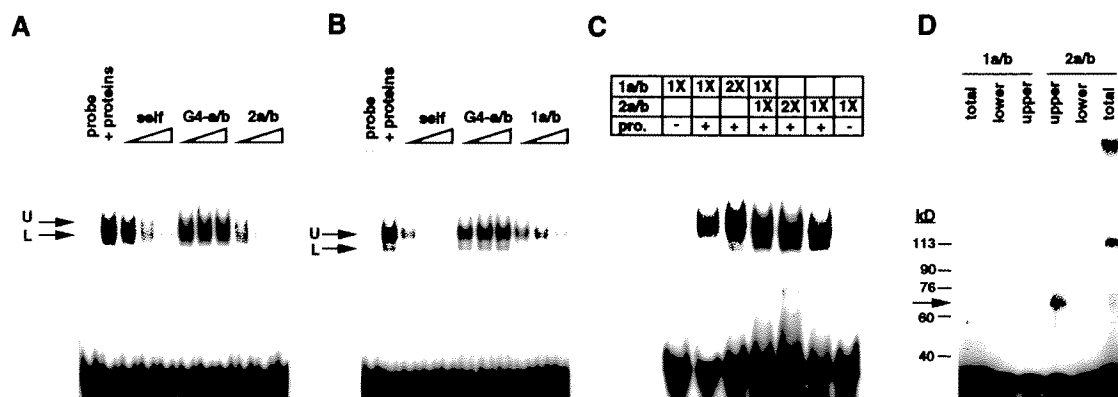 A
probe
+ proteins
self
G4-a/b
2a/b
U
L
B
probe
+ proteins
self
G4-a/b
1a/b
U
L
C
1a/b 1X 1X 2X 1X
2a/b 1X 2X 1X 1X
pro. - + + + + + -
D
1a/b 2a/b
total
lower
upper
upper
lower
total
kD
113
90
76
60
40